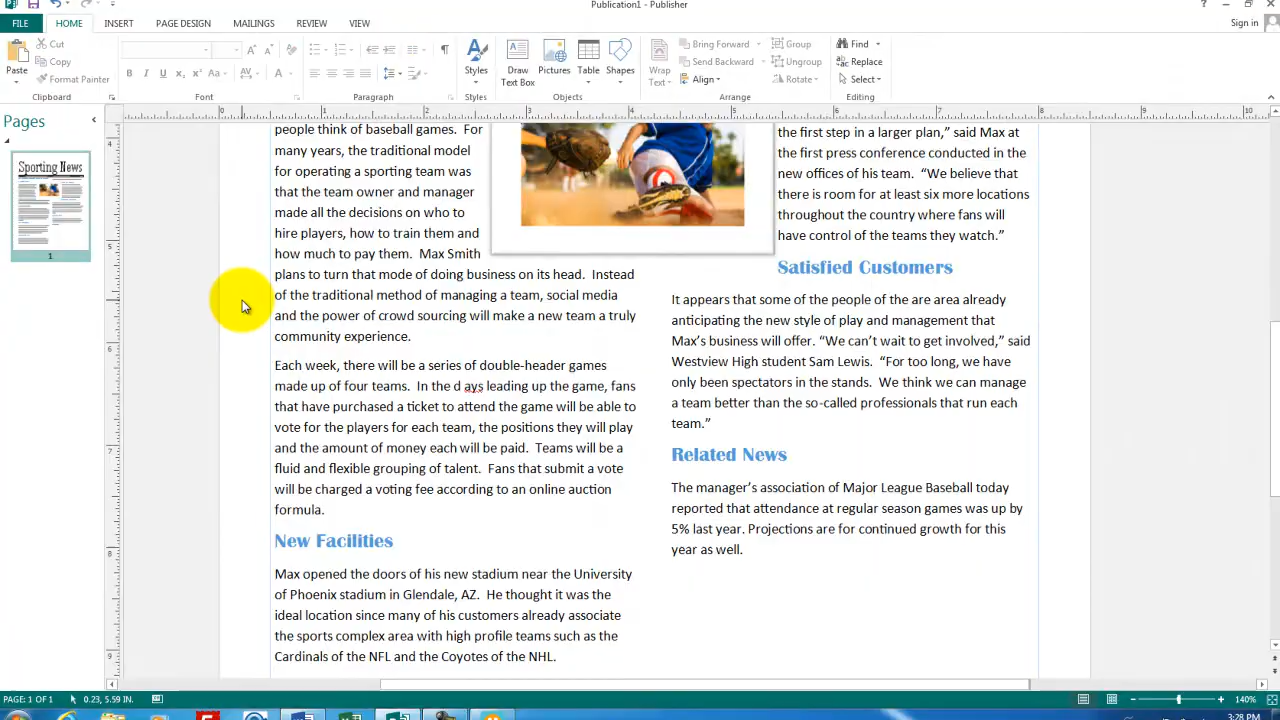 Publication1 - Publisher
Sign in
FILE HOME INSERT PAGE DESIGN MAILINGS REVIEW VIEW
Paste
Cut
Copy
Format Painter
Styles
Draw
Text Box
Pictures
Table
Shapes
Wrap
Text
Bring Forward
Send Backward
Align
Group
Ungroup
Rotate
Find
Replace
Select
Clipboard Font Paragraph Styles Objects Arrange Editing
Pages
Sporting News
1
people think of baseball games.  For
many years, the traditional model
for operating a sporting team was
that the team owner and manager
made all the decisions on who to
hire players, how to train them and
how much to pay them.  Max Smith
plans to turn that mode of doing business on its head.  Instead
of the traditional method of managing a team, social media
and the power of crowd sourcing will make a new team a truly
community experience.
Each week, there will be a series of double-header games
made up of four teams.  In the d ays leading up the game, fans
that have purchased a ticket to attend the game will be able to
vote for the players for each team, the positions they will play
and the amount of money each will be paid.  Teams will be a
fluid and flexible grouping of talent.  Fans that submit a vote
will be charged a voting fee according to an online auction
formula.
New Facilities
Max opened the doors of his new stadium near the University
of Phoenix stadium in Glendale, AZ.  He thought it was the
ideal location since many of his customers already associate
the sports complex area with high profile teams such as the
Cardinals of the NFL and the Coyotes of the NHL.
the first step in a larger plan,” said Max at
the first press conference conducted in the
new offices of his team.  “We believe that
there is room for at least six more locations
throughout the country where fans will
have control of the teams they watch.”
Satisfied Customers
It appears that some of the people of the are area already
anticipating the new style of play and management that
Max’s business will offer. “We can’t wait to get involved,” said
Westview High student Sam Lewis.  “For too long, we have
only been spectators in the stands.  We think we can manage
a team better than the so-called professionals that run each
team.”
Related News
The manager’s association of Major League Baseball today
reported that attendance at regular season games was up by
5% last year. Projections are for continued growth for this
year as well.
PAGE: 1 OF 1
0.23, 5.59 IN.
140%
3:28 PM